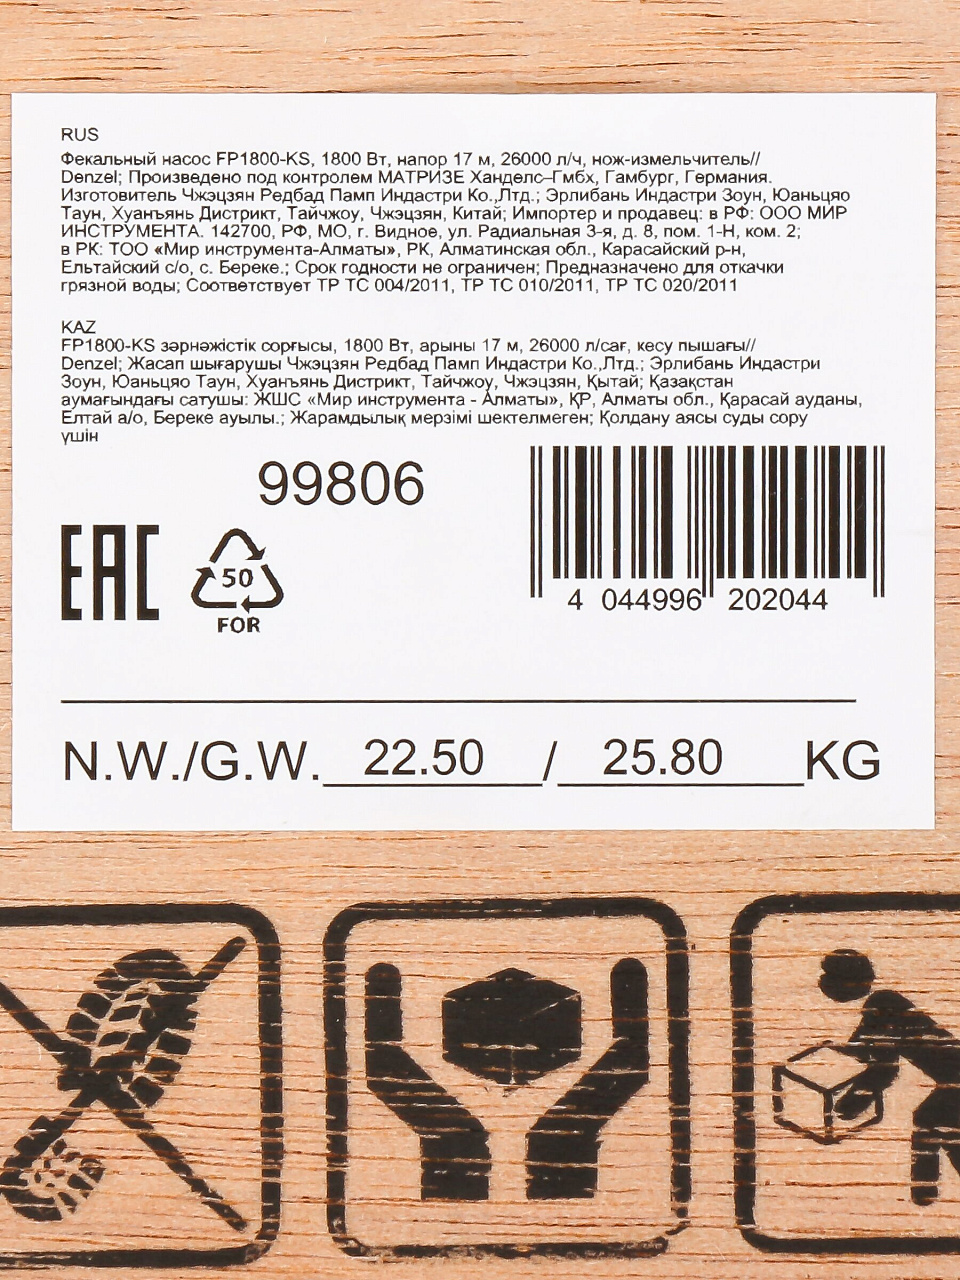 RUS
Фекальный насос FP1800-KS, 1800 Вт, напор 17 м, 26000 л/ч, нож-измельчитель//
Denzel; Произведено под контролем МАТРИЗЕ Ханделс–Гмбх, Гамбург, Германия.
Изготовитель Чжэцзян Редбад Памп Индастри Ко.,Лтд.; Эрлибань Индастри Зоун, Юаньцяо
Таун, Хуанъянь Дистрикт, Тайчжоу, Чжэцзян, Китай; Импортер и продавец: в РФ: ООО МИР
ИНСТРУМЕНТА. 142700, РФ, МО, г. Видное, ул. Радиальная 3-я, д. 8, пом. 1-Н, ком. 2;
в РК: ТОО «Мир инструмента-Алматы», РК, Алматинская обл., Карасайский р-н,
Ельтайский с/о, с. Береке.; Срок годности не ограничен; Предназначено для откачки
грязной воды; Соответствует ТР ТС 004/2011, ТР ТС 010/2011, ТР ТС 020/2011
KAZ
FP1800-KS зәрнәжістік сорғысы, 1800 Вт, арыны 17 м, 26000 л/сағ, кесу пышағы//
Denzel; Жасап шығарушы Чжэцзян Редбад Памп Индастри Ко.,Лтд.; Эрлибань Индастри
Зоун, Юаньцяо Таун, Хуанъянь Дистрикт, Тайчжоу, Чжэцзян, Қытай; Қазақстан
аумағындағы сатушы: ЖШС «Мир инструмента - Алматы», ҚР, Алматы обл., Қарасай ауданы,
Елтай а/о, Береке ауылы.; Жарамдылық мерзімі шектелмеген; Қолдану аясы суды сору
үшін
99806
EAC
50
FOR
4 044996 202044
N.W./G.W. 22.50 / 25.80 KG